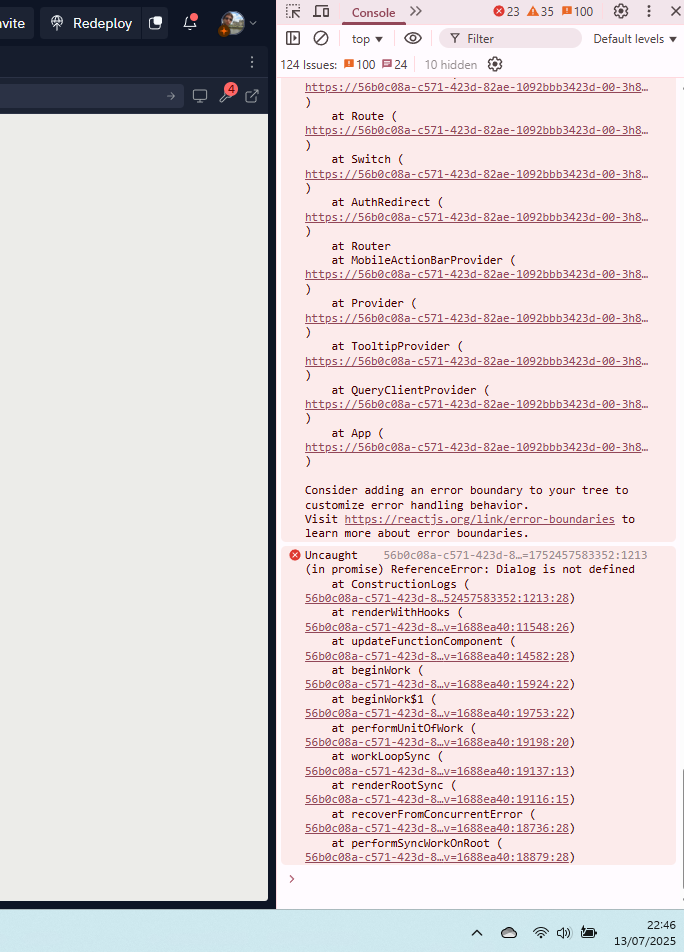 nvite
Redeploy
Console
23
35
100
top
Filter
Default levels
124 Issues:
100
24
10 hidden
4
https://56b0c08a-c571-423d-82ae-1092bbb3423d-00-3h8…
)
at Route (
https://56b0c08a-c571-423d-82ae-1092bbb3423d-00-3h8…
)
at Switch (
https://56b0c08a-c571-423d-82ae-1092bbb3423d-00-3h8…
)
at AuthRedirect (
https://56b0c08a-c571-423d-82ae-1092bbb3423d-00-3h8…
)
at Router
at MobileActionBarProvider (
https://56b0c08a-c571-423d-82ae-1092bbb3423d-00-3h8…
)
at Provider (
https://56b0c08a-c571-423d-82ae-1092bbb3423d-00-3h8…
)
at TooltipProvider (
https://56b0c08a-c571-423d-82ae-1092bbb3423d-00-3h8…
)
at QueryClientProvider (
https://56b0c08a-c571-423d-82ae-1092bbb3423d-00-3h8…
)
at App (
https://56b0c08a-c571-423d-82ae-1092bbb3423d-00-3h8…
)
Consider adding an error boundary to your tree to
customize error handling behavior.
Visit https://reactjs.org/link/error-boundaries to
learn more about error boundaries.
Uncaught 56b0c08a-c571-423d-8…=1752457583352:1213
(in promise) ReferenceError: Dialog is not defined
at ConstructionLogs (
56b0c08a-c571-423d-8…52457583352:1213:28)
at renderWithHooks (
56b0c08a-c571-423d-8…v=1688ea40:11548:26)
at updateFunctionComponent (
56b0c08a-c571-423d-8…v=1688ea40:14582:28)
at beginWork (
56b0c08a-c571-423d-8…v=1688ea40:15924:22)
at beginWork$1 (
56b0c08a-c571-423d-8…v=1688ea40:19753:22)
at performUnitOfWork (
56b0c08a-c571-423d-8…v=1688ea40:19198:20)
at workLoopSync (
56b0c08a-c571-423d-8…v=1688ea40:19137:13)
at renderRootSync (
56b0c08a-c571-423d-8…v=1688ea40:19116:15)
at recoverFromConcurrentError (
56b0c08a-c571-423d-8…v=1688ea40:18736:28)
at performSyncWorkOnRoot (
56b0c08a-c571-423d-8…v=1688ea40:18879:28)
22:46
13/07/2025